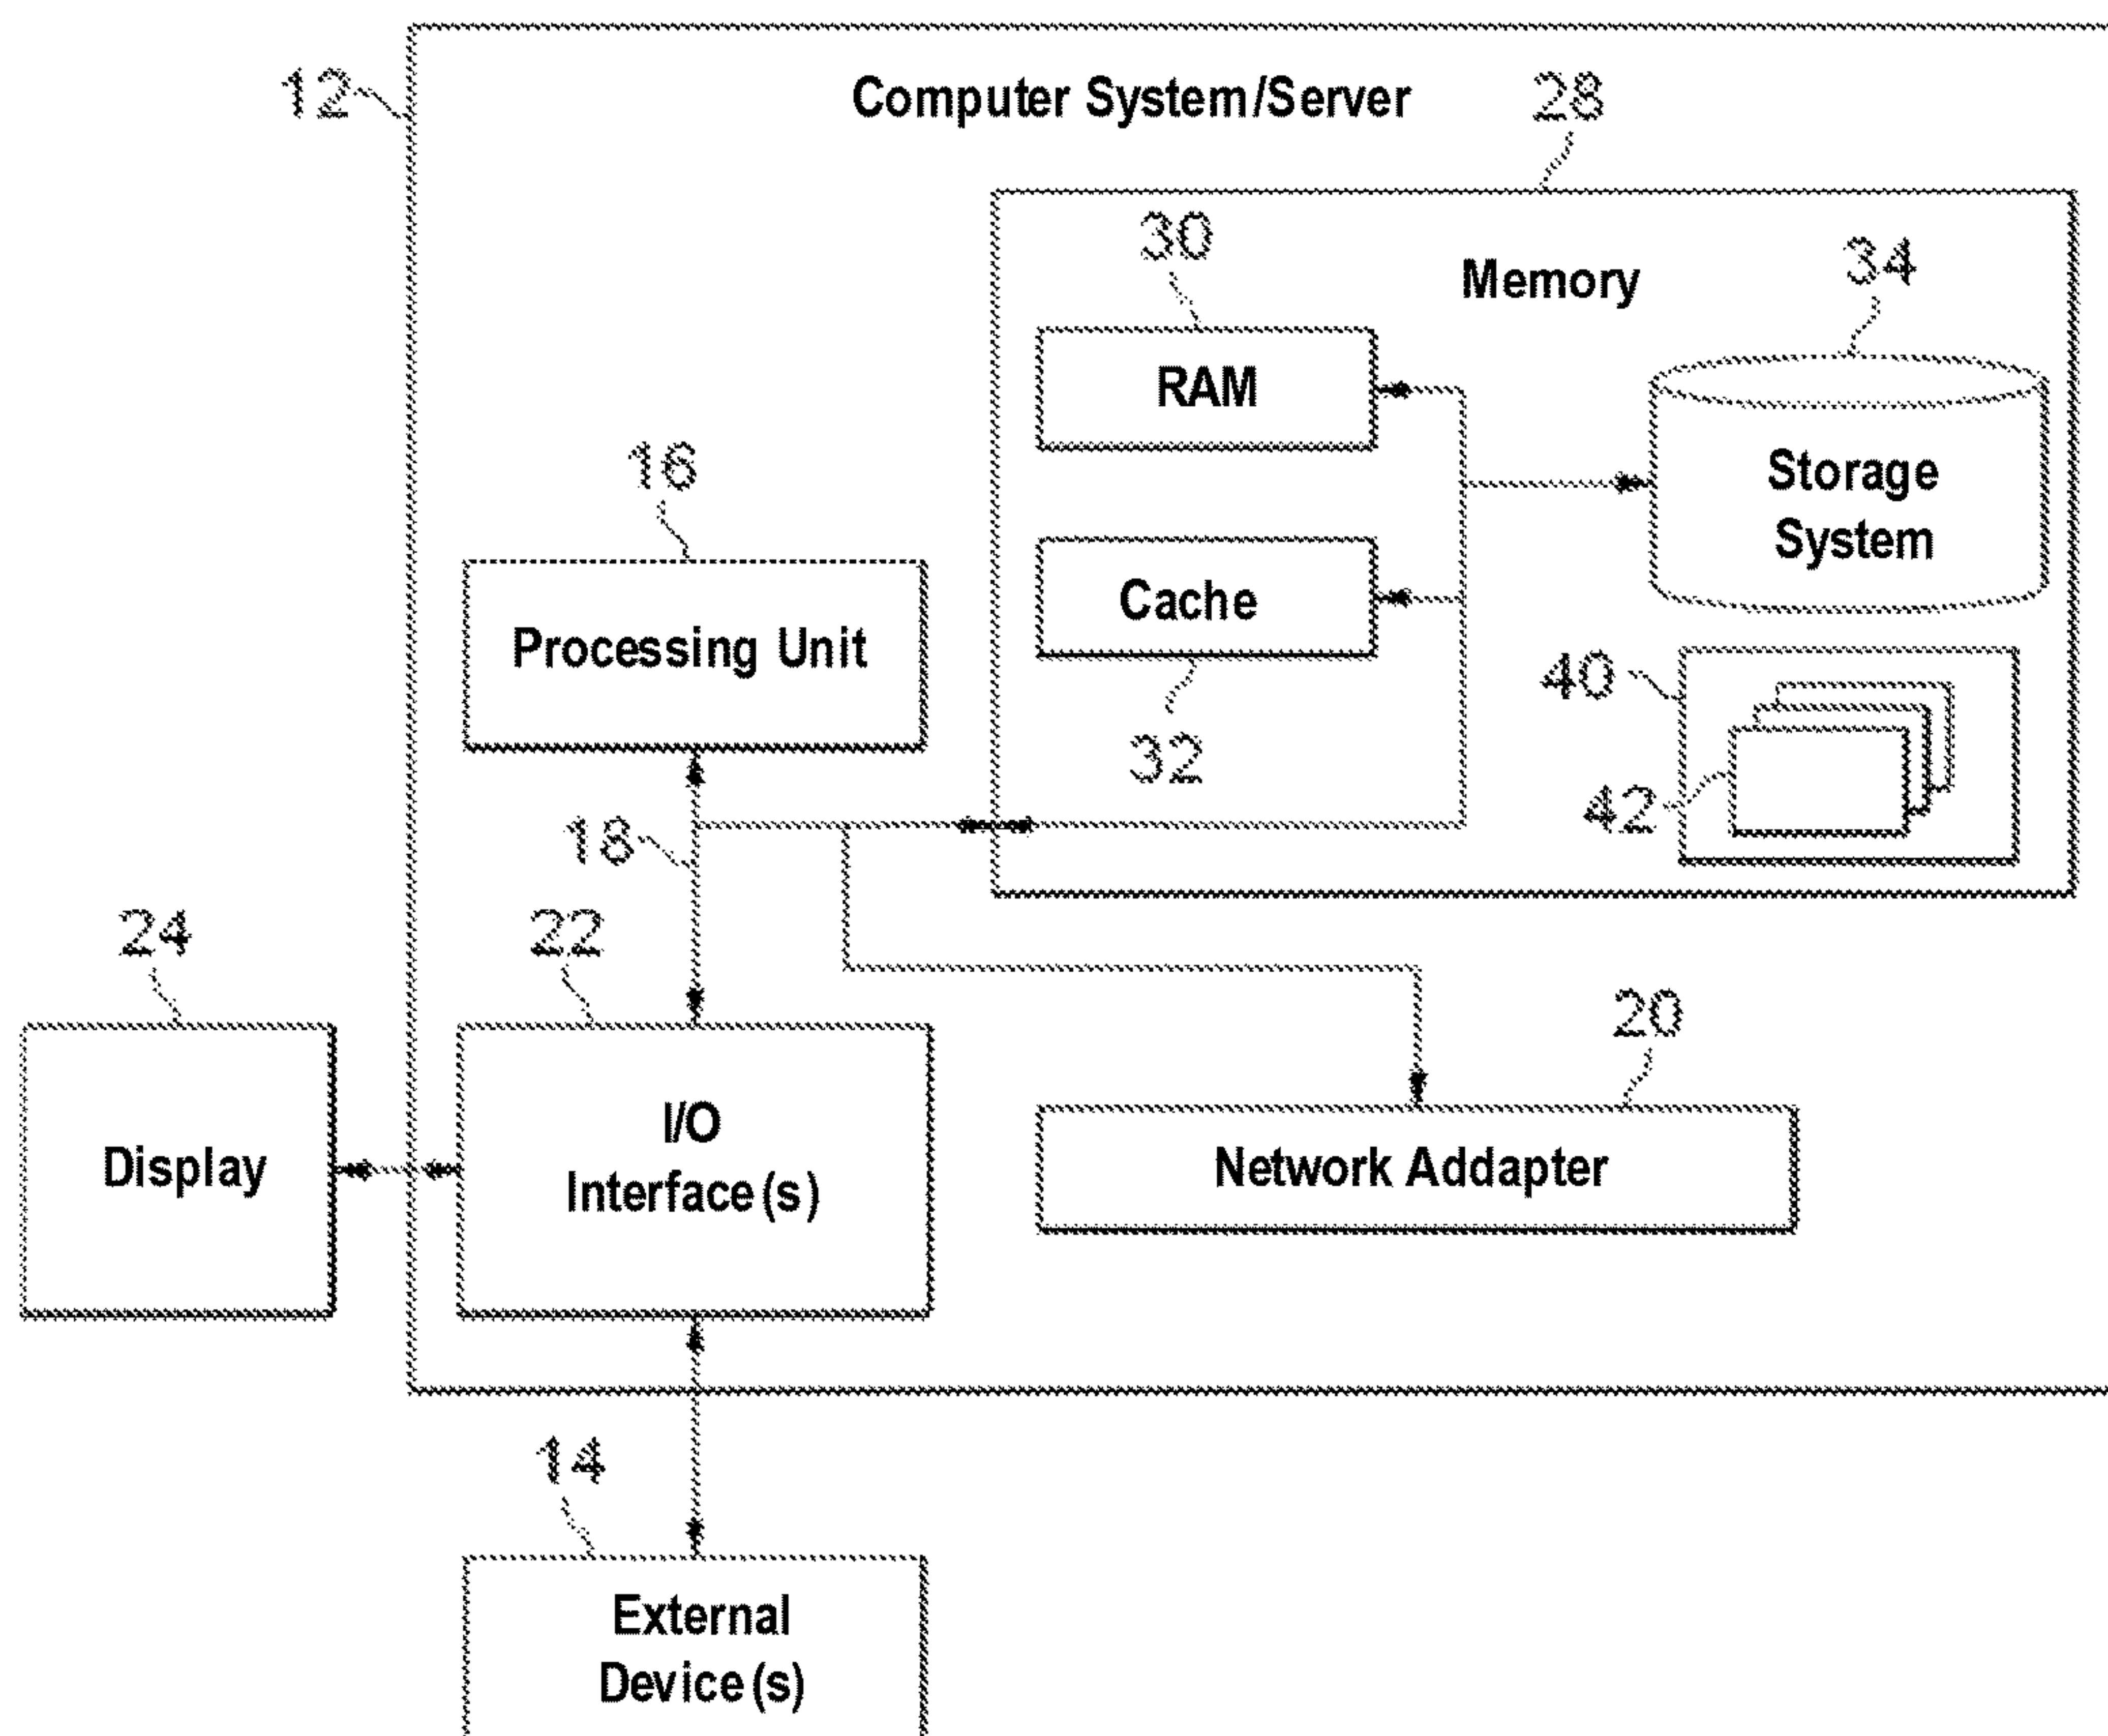 12
Computer System/Server
28
30
Memory
34
RAM
16
Storage
System
Cache
Processing Unit
40
32
42
18
24
22
20
I/O
Interface(s)
Display
Network Addapter
14
External
Device(s)